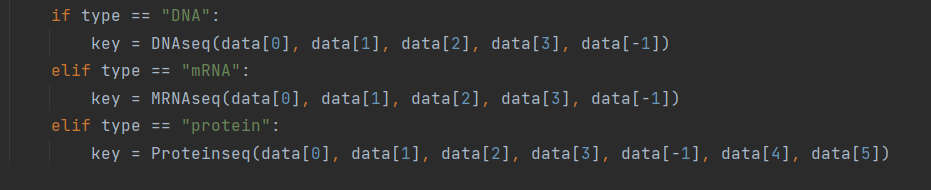 if type == "DNA":
key = DNAseq(data[0], data[1], data[2], data[3], data[-1])
elif type == "mRNA":
key = MRNAseq(data[0], data[1], data[2], data[3], data[-1])
elif type == "protein":
key = Proteinseq(data[0], data[1], data[2], data[3], data[-1], data[4], data[5])